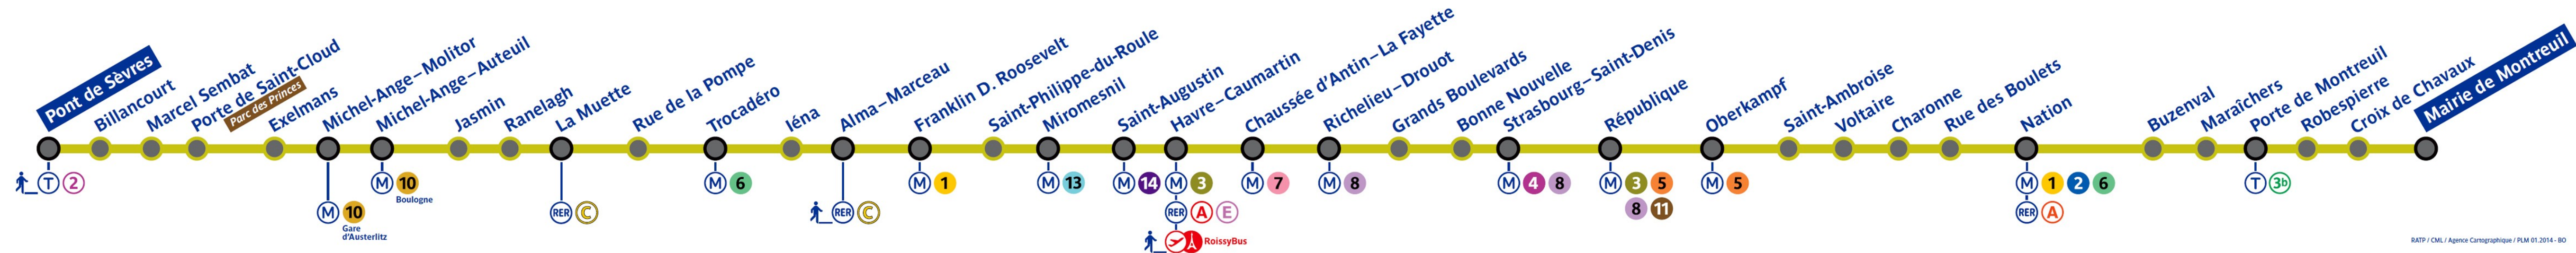 Pont de Sèvres
Billancourt
Marcel Sembat
Porte de Saint-Cloud
Parc des Princes
Exelmans
Michel-Ange–Molitor
Michel-Ange–Auteuil
Jasmin
Ranelagh
La Muette
Rue de la Pompe
Trocadéro
Iéna
Alma–Marceau
Franklin D. Roosevelt
Saint-Philippe-du-Roule
Miromesnil
Saint-Augustin
Havre–Caumartin
Chaussée d'Antin–La Fayette
Richelieu–Drouot
Grands Boulevards
Bonne Nouvelle
Strasbourg–Saint-Denis
République
Oberkampf
Saint-Ambroise
Voltaire
Charonne
Rue des Boulets
Nation
Buzenval
Maraîchers
Porte de Montreuil
Robespierre
Croix de Chavaux
Mairie de Montreuil
T 2
M 10
Gare
d'Austerlitz
M 10
Boulogne
RER C
M 6
RER C
M 1
M 13
M 14
M 3
RER A E
RoissyBus
M 7
M 8
M 4 8
M 3 5
8 11
M 5
M 1 2 6
RER A
T 3b
RATP / CML / Agence Cartographique / PLM 01.2014 - BO